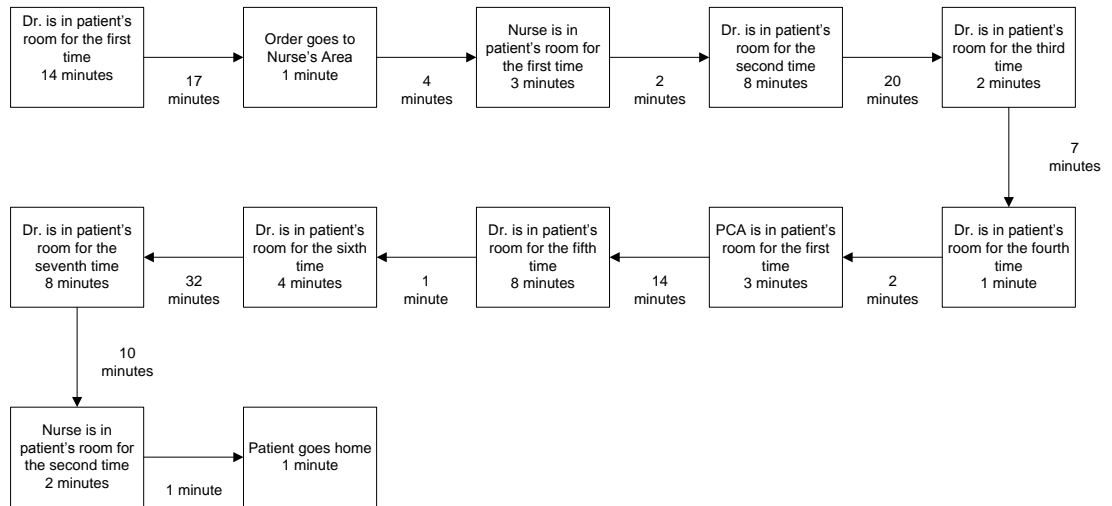 Dr. is in patient's
room for the first
time
14 minutes
17
minutes
Order goes to
Nurse's Area
1 minute
4
minutes
Nurse is in
patient's room for
the first time
3 minutes
2
minutes
Dr. is in patient's
room for the
second time
8 minutes
20
minutes
Dr. is in patient's
room for the third
time
2 minutes
7
minutes
Dr. is in patient's
room for the fourth
time
1 minute
2
minutes
PCA is in patient's
room for the first
time
3 minutes
14
minutes
Dr. is in patient's
room for the fifth
time
8 minutes
1
minute
Dr. is in patient's
room for the sixth
time
4 minutes
32
minutes
Dr. is in patient's
room for the
seventh time
8 minutes
10
minutes
Nurse is in
patient's room for
the second time
2 minutes
1 minute
Patient goes home
1 minute